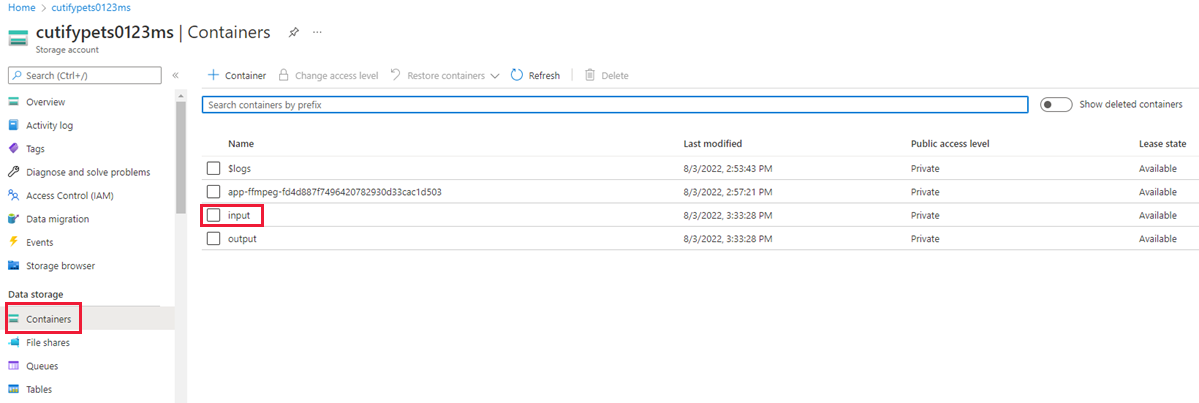 Home > cutifypets0123ms
cutifypets0123ms | Containers ...
Storage account
Search (Ctrl+/) «
+ Container Change access level Restore containers Refresh Delete
Search containers by prefix Show deleted containers
Overview
Activity log
Tags
Diagnose and solve problems
Access Control (IAM)
Data migration
Events
Storage browser
Data storage
Containers
File shares
Queues
Tables
Name Last modified Public access level Lease state
$logs 8/3/2022, 2:53:43 PM Private Available
app-ffmpeg-fd4d887f7496420782930d33cac1d503 8/3/2022, 2:57:21 PM Private Available
input 8/3/2022, 3:33:28 PM Private Available
output 8/3/2022, 3:33:28 PM Private Available